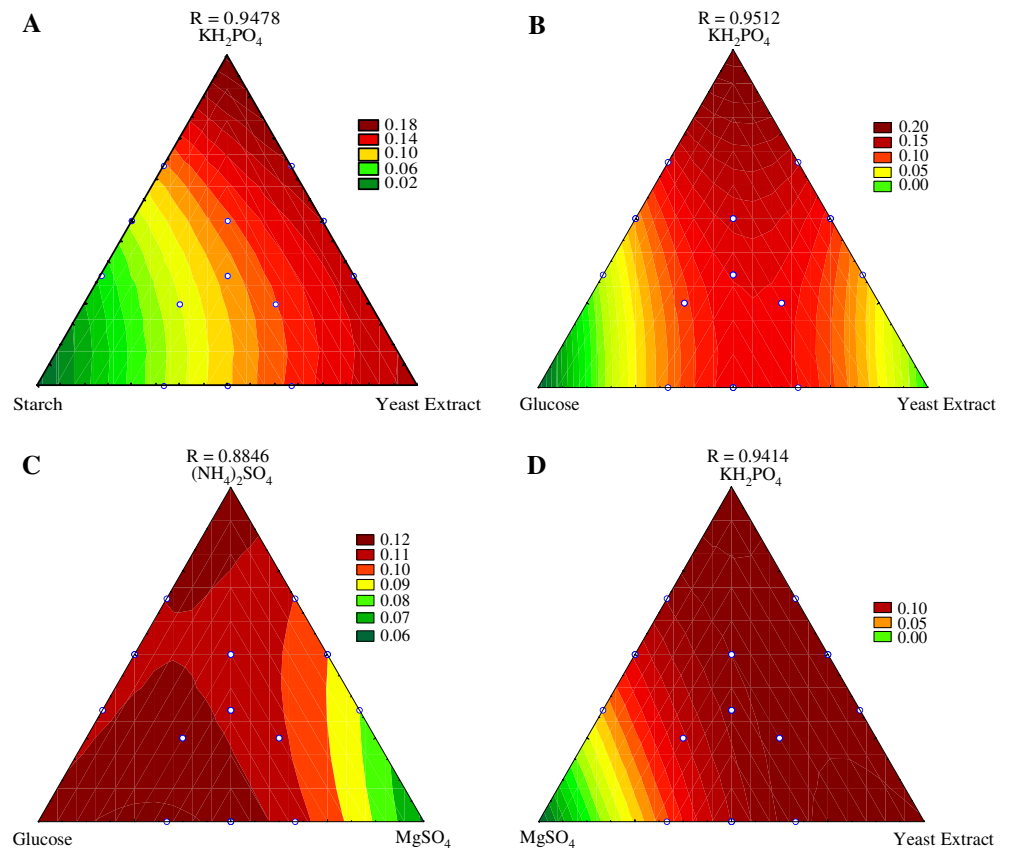 A
R = 0.9478
KH₂PO₄
0.18
0.14
0.10
0.06
0.02
Starch
Yeast Extract
B
R = 0.9512
KH₂PO₄
0.20
0.15
0.10
0.05
0.00
Glucose
Yeast Extract
C
R = 0.8846
(NH₄)₂SO₄
0.12
0.11
0.10
0.09
0.08
0.07
0.06
Glucose
MgSO₄
D
R = 0.9414
KH₂PO₄
0.10
0.05
0.00
MgSO₄
Yeast Extract